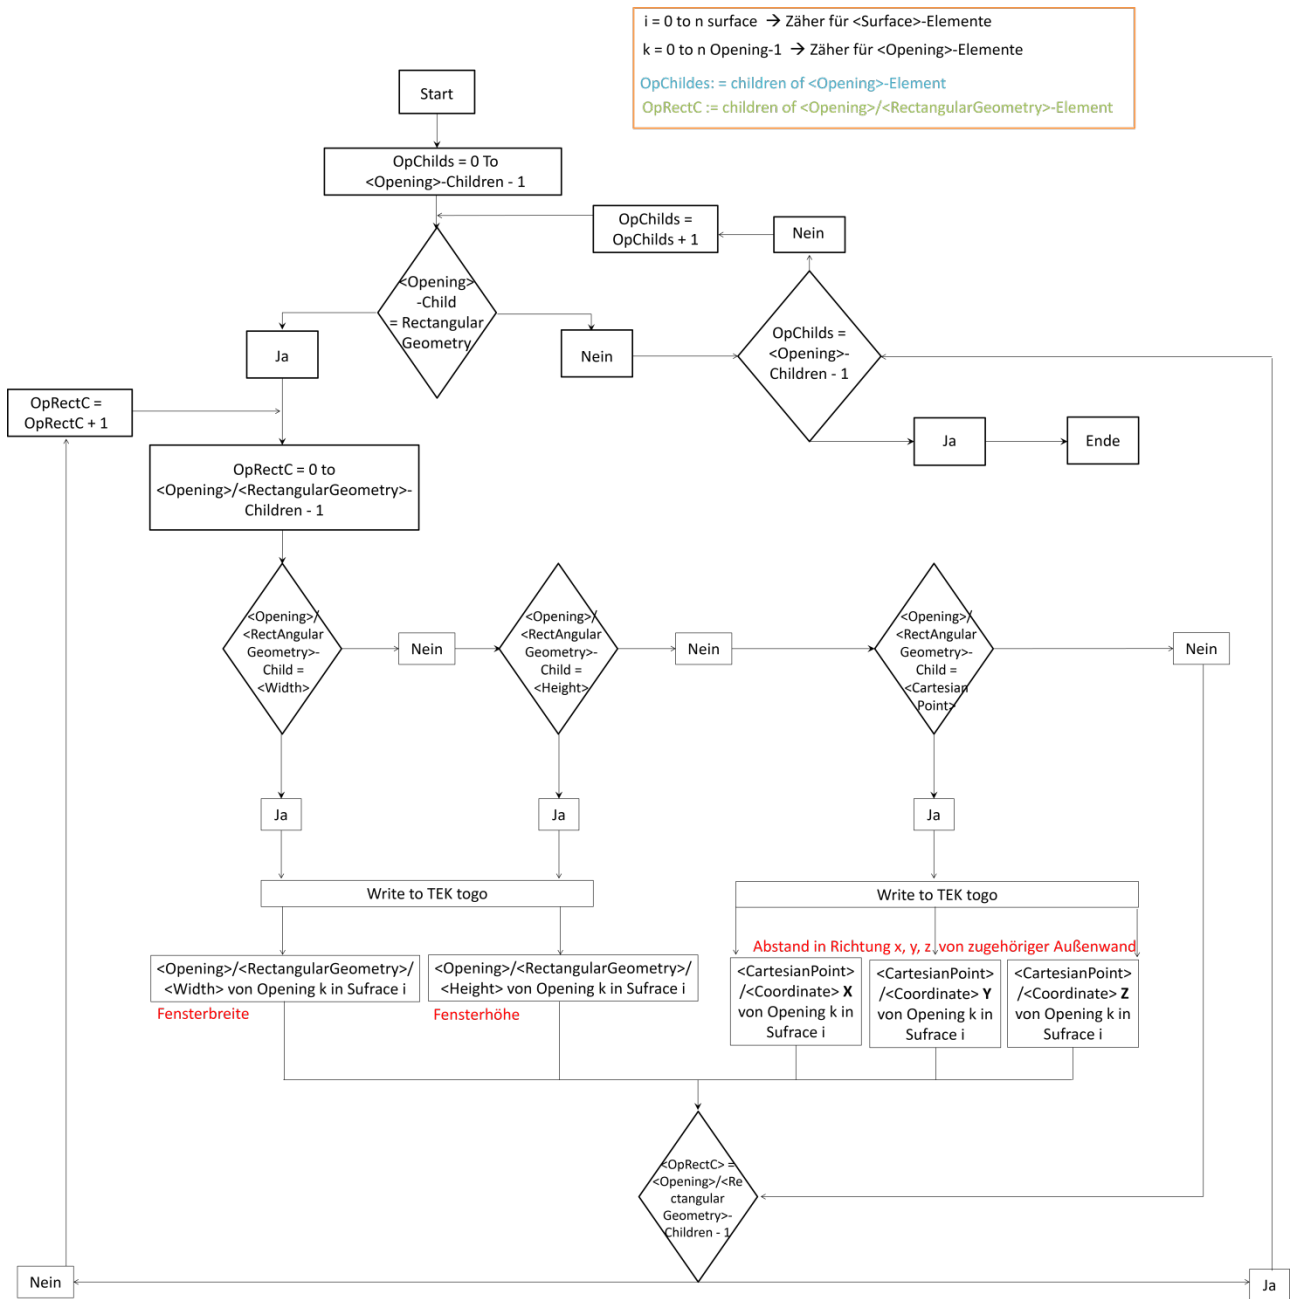 i = 0 to n surface → Zäher für <Surface>-Elemente
k = 0 to n Opening-1 → Zäher für <Opening>-Elemente
OpChildes: = children of <Opening>-Element
OpRectC := children of <Opening>/<RectangularGeometry>-Element
Start
OpChilds = 0 To
<Opening>-Children - 1
OpChilds =
OpChilds + 1
Nein
<Opening>
-Child
= Rectangular
Geometry
Ja
Nein
OpChilds =
<Opening>-
Children - 1
OpRectC =
OpRectC + 1
Ja
Ende
OpRectC = 0 to
<Opening>/<RectangularGeometry>-
Children - 1
<Opening>/
<RectAngular
Geometry>-
Child =
<Width>
Nein
<Opening>/
<RectAngular
Geometry>-
Child =
<Height>
Nein
<Opening>/
<RectAngular
Geometry>-
Child =
<Cartesian
Point>
Nein
Ja
Ja
Ja
Write to TEK togo
Write to TEK togo
Abstand in Richtung x, y, z, von zugehöriger Außenwand
<Opening>/<RectangularGeometry>/
<Width> von Opening k in Sufrace i
Fensterbreite
<Opening>/<RectangularGeometry>/
<Height> von Opening k in Sufrace i
Fensterhöhe
<CartesianPoint>
/<Coordinate> X
von Opening k in
Sufrace i
<CartesianPoint>
/<Coordinate> Y
von Opening k in
Sufrace i
<CartesianPoint>
/<Coordinate> Z
von Opening k in
Sufrace i
<OpRectC> =
<Opening>/<Re
ctangular
Geometry>-
Children - 1
Nein
Ja